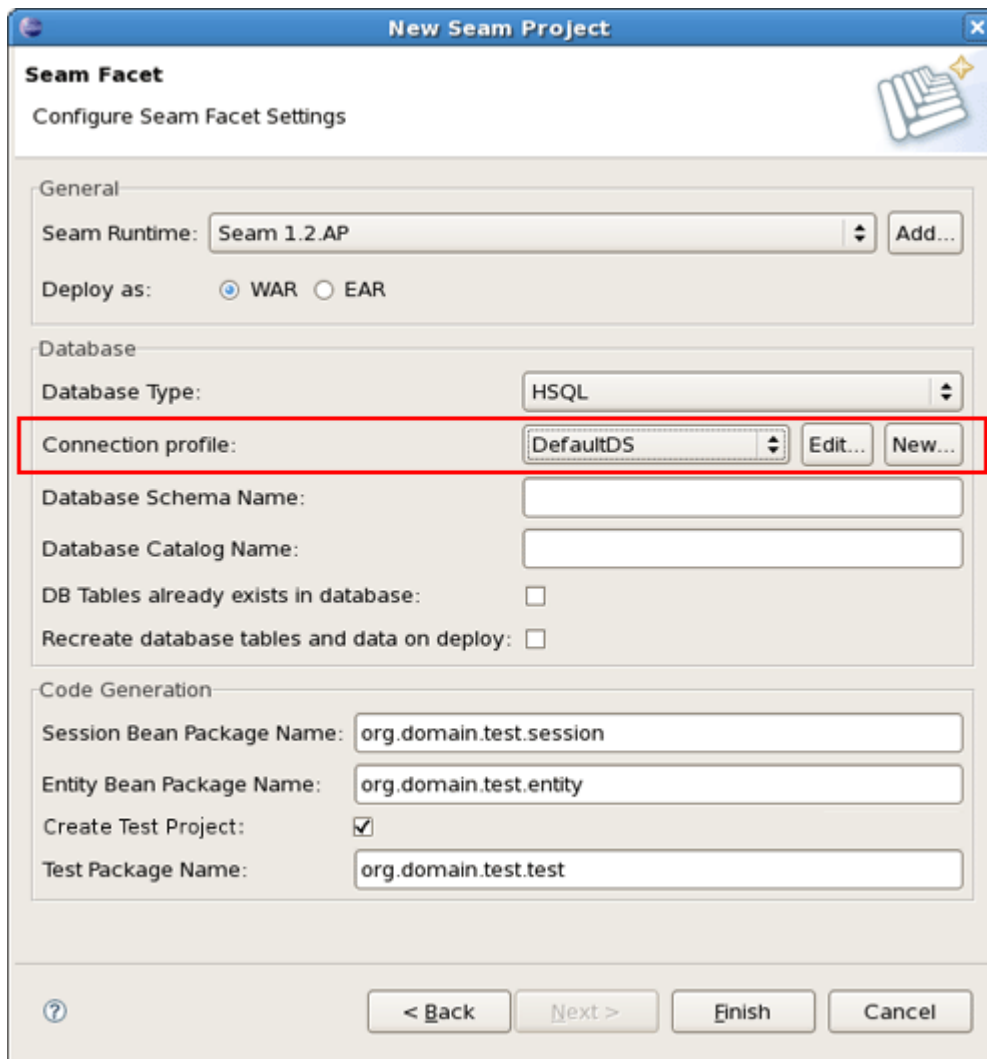 New Seam Project
Seam Facet
Configure Seam Facet Settings
General
Seam Runtime: Seam 1.2.AP Add...
Deploy as: WAR EAR
Database
Database Type: HSQL
Connection profile: DefaultDS Edit... New...
Database Schema Name:
Database Catalog Name:
DB Tables already exists in database:
Recreate database tables and data on deploy:
Code Generation
Session Bean Package Name: org.domain.test.session
Entity Bean Package Name: org.domain.test.entity
Create Test Project:
Test Package Name: org.domain.test.test
? < Back Next > Finish Cancel